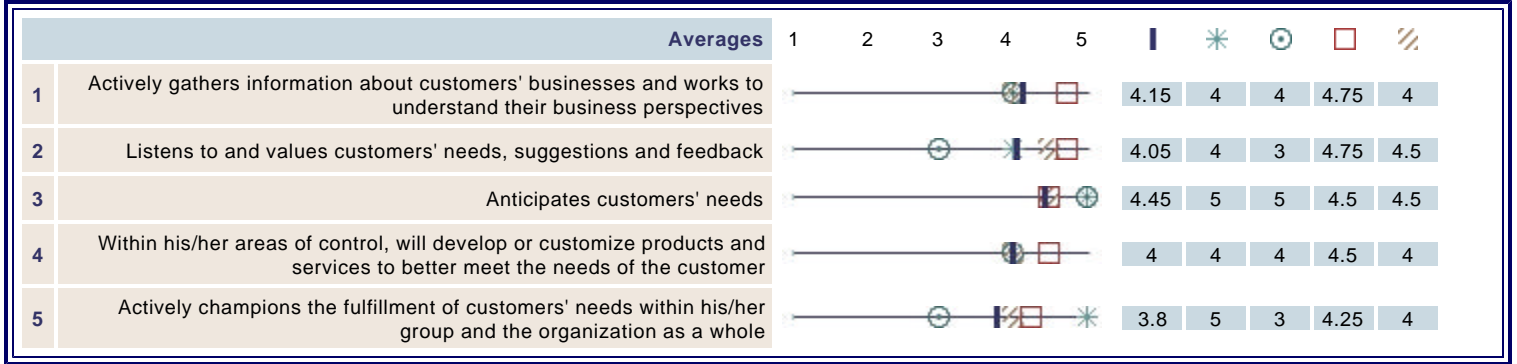 Averages 1 2 3 4 5
1 Actively gathers information about customers' businesses and works to
understand their business perspectives
4.15 4 4 4.75 4
2 Listens to and values customers' needs, suggestions and feedback 4.05 4 3 4.75 4.5
3 Anticipates customers' needs 4.45 5 5 4.5 4.5
4 Within his/her areas of control, will develop or customize products and
services to better meet the needs of the customer
4 4 4 4.5 4
5 Actively champions the fulfillment of customers' needs within his/her
group and the organization as a whole
3.8 5 3 4.25 4